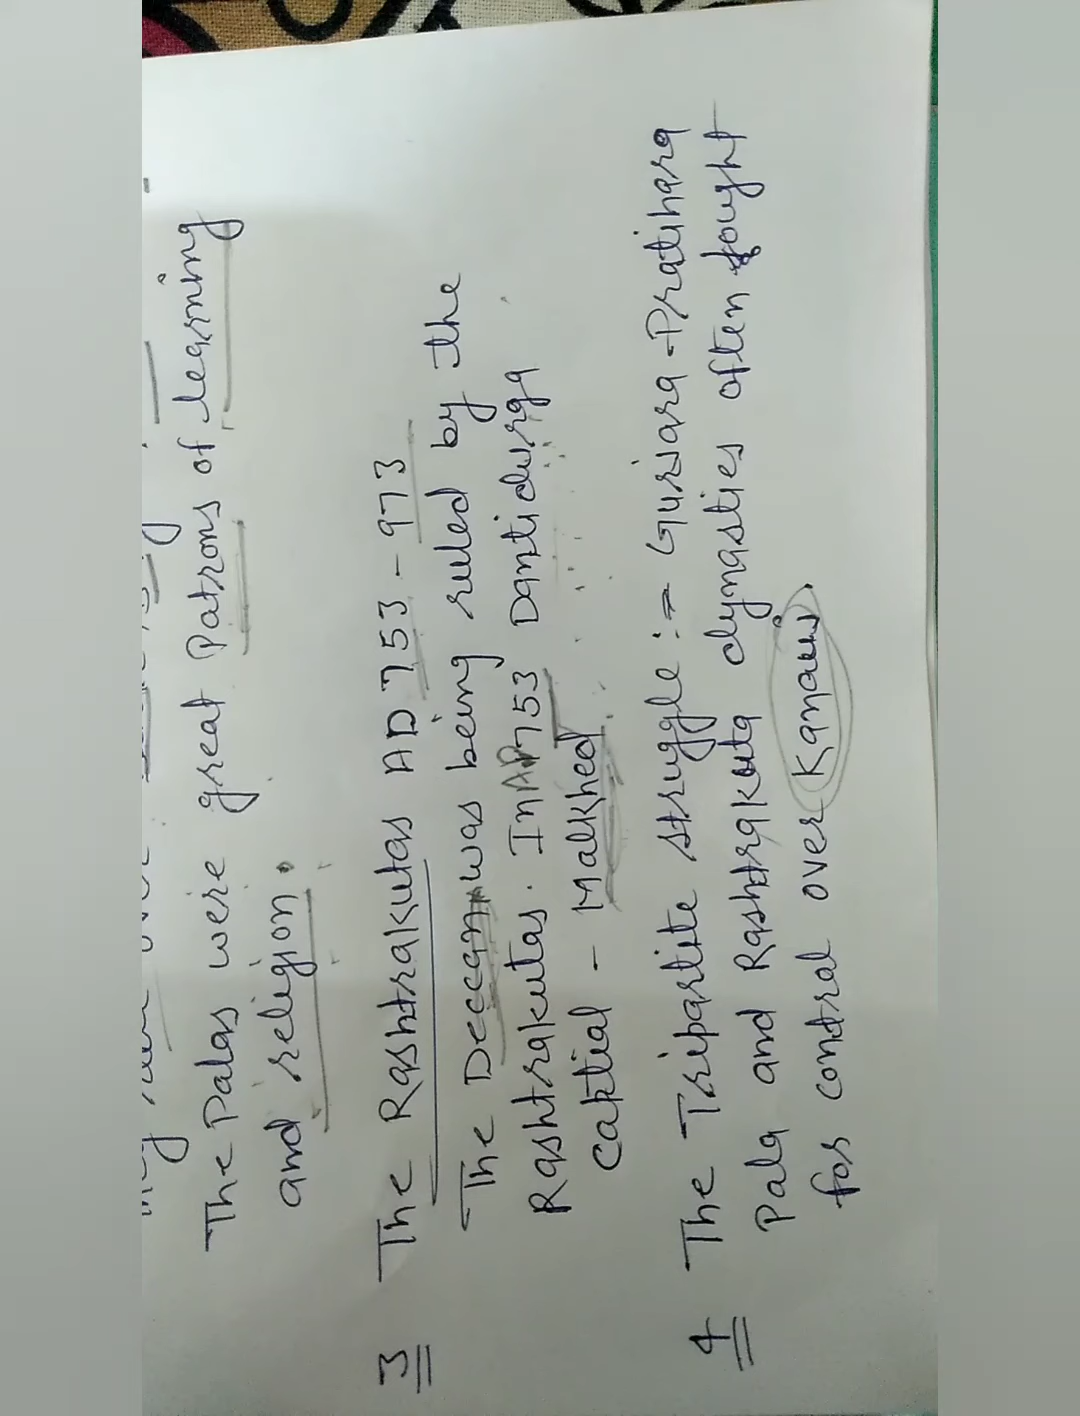 The Palas were great Patrons of learning
and religion.
3 The Rashtrakutas AD 753 - 973
The Deccan was being ruled by the
Rashtrakutas. In AD 753 Dantidurga
Caktial - Malkhed.
4 The Tripartite struggle :- Gurjara-Pratihara
Pala and Rashtrakuta dynasties often fought
for contral over Kanauj.